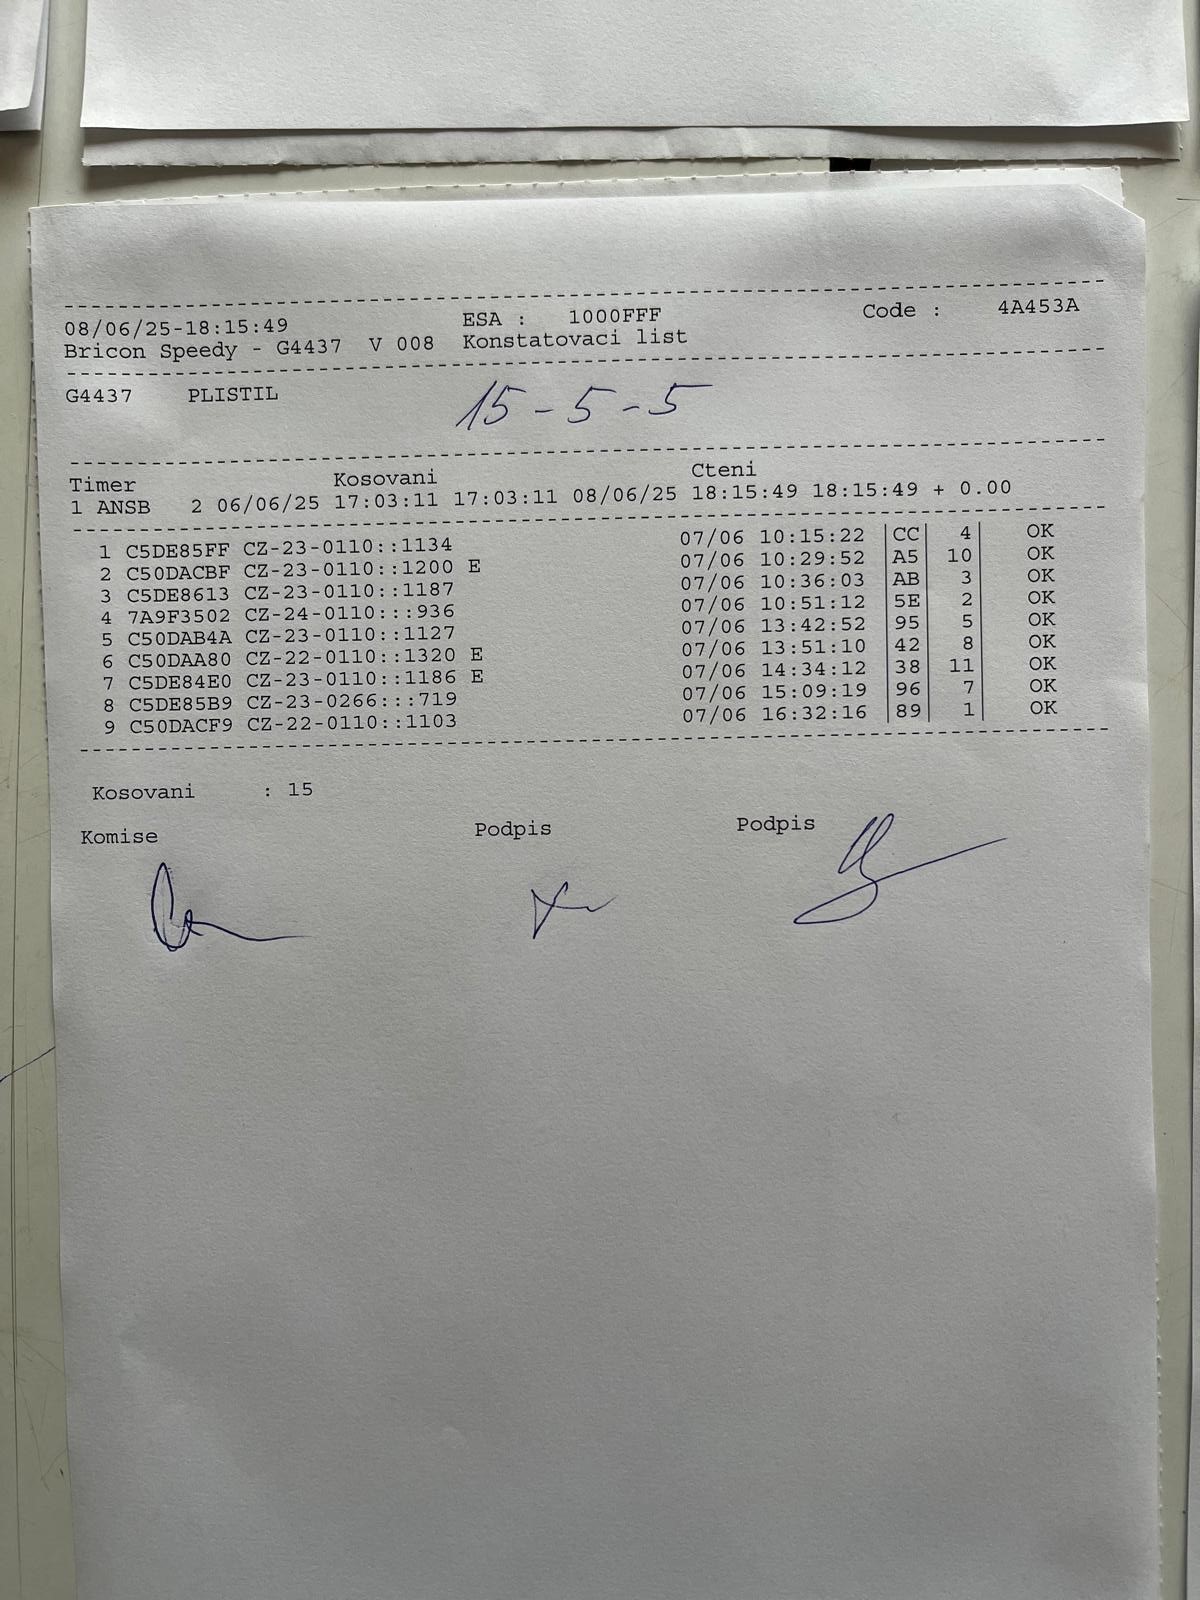 08/06/25-18:15:49 ESA : 1000FFF Code : 4A453A
Bricon Speedy - G4437 V 008 Konstatovaci list
G4437 PLISTIL 15-5-5
Timer Kosovani Cteni
1 ANSB 2 06/06/25 17:03:11 17:03:11 08/06/25 18:15:49 18:15:49 + 0.00
1 C5DE85FF CZ-23-0110::1134 07/06 10:15:22 |CC| 4 | OK
2 C50DACBF CZ-23-0110::1200 E 07/06 10:29:52 |A5| 10 | OK
3 C5DE8613 CZ-23-0110::1187 07/06 10:36:03 |AB| 3 | OK
4 7A9F3502 CZ-24-0110:::936 07/06 10:51:12 |5E| 2 | OK
5 C50DAB4A CZ-23-0110::1127 07/06 13:42:52 |95| 5 | OK
6 C50DAA80 CZ-22-0110::1320 E 07/06 13:51:10 |42| 8 | OK
7 C5DE84E0 CZ-23-0110::1186 E 07/06 14:34:12 |38| 11 | OK
8 C5DE85B9 CZ-23-0266:::719 07/06 15:09:19 |96| 7 | OK
9 C50DACF9 CZ-22-0110::1103 07/06 16:32:16 |89| 1 | OK
Kosovani : 15
Komise Podpis Podpis